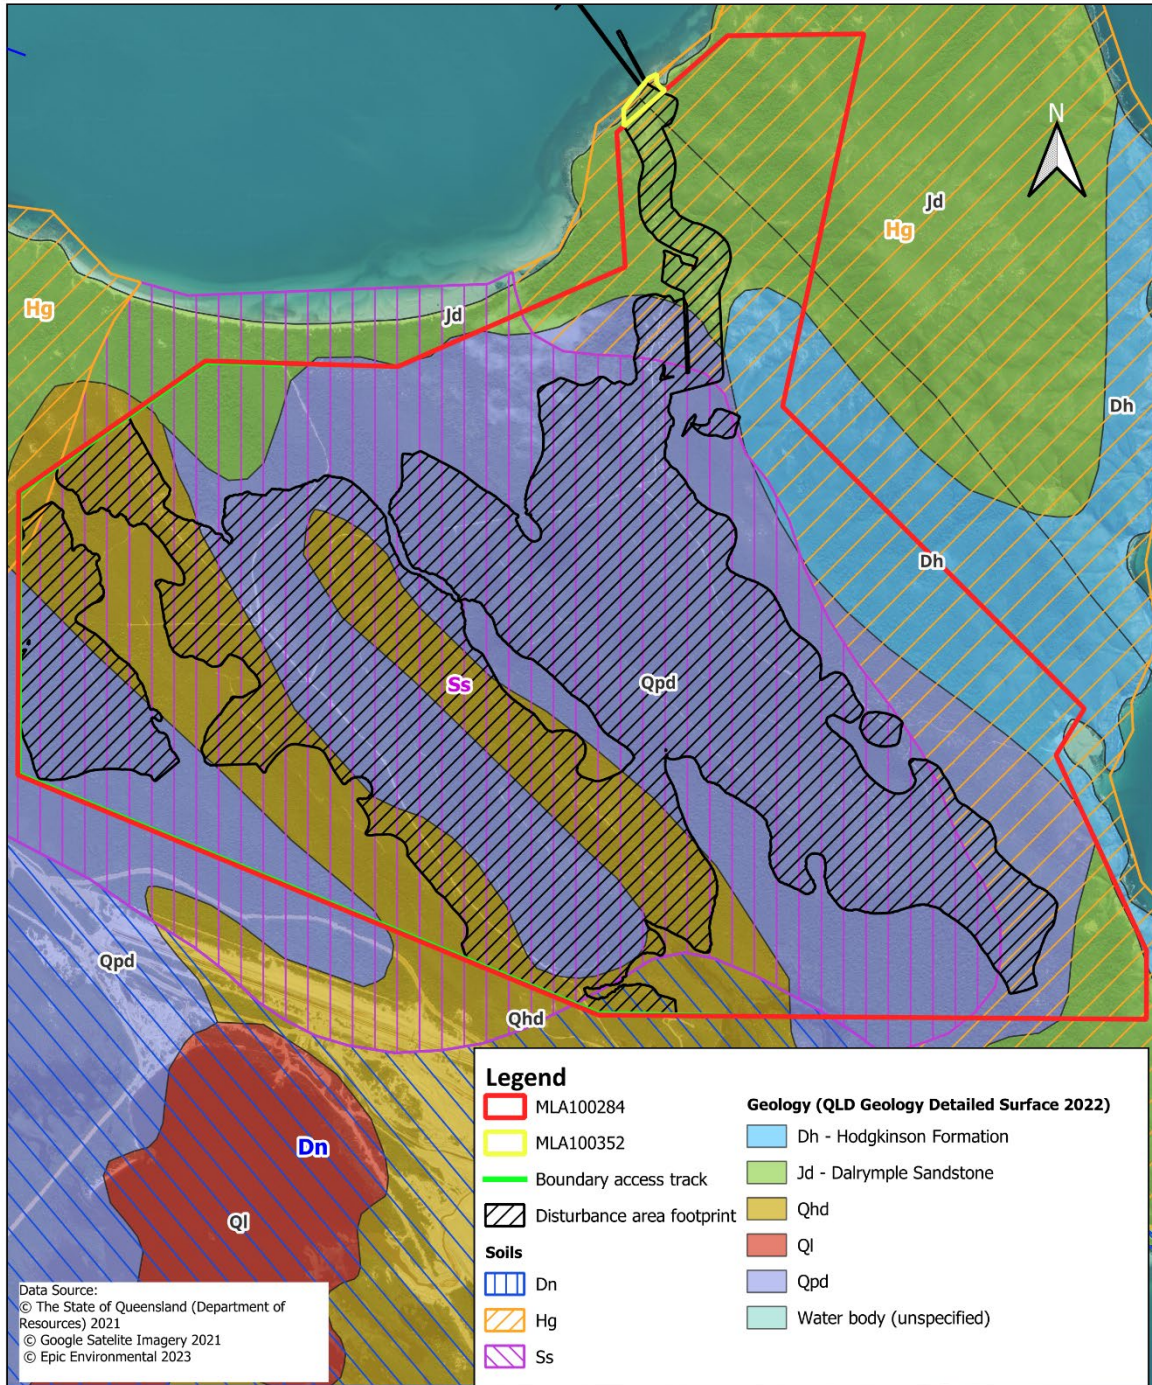 N
Jd
Hg
Hg
Jd
Dh
Dh
Ss
Qpd
Qpd
Qhd
Dn
Ql
Legend
MLA100284
MLA100352
Boundary access track
Disturbance area footprint
Soils
Dn
Hg
Ss
Geology (QLD Geology Detailed Surface 2022)
Dh - Hodgkinson Formation
Jd - Dalrymple Sandstone
Qhd
Ql
Qpd
Water body (unspecified)
Data Source:
© The State of Queensland (Department of
Resources) 2021
© Google Satelite Imagery 2021
© Epic Environmental 2023